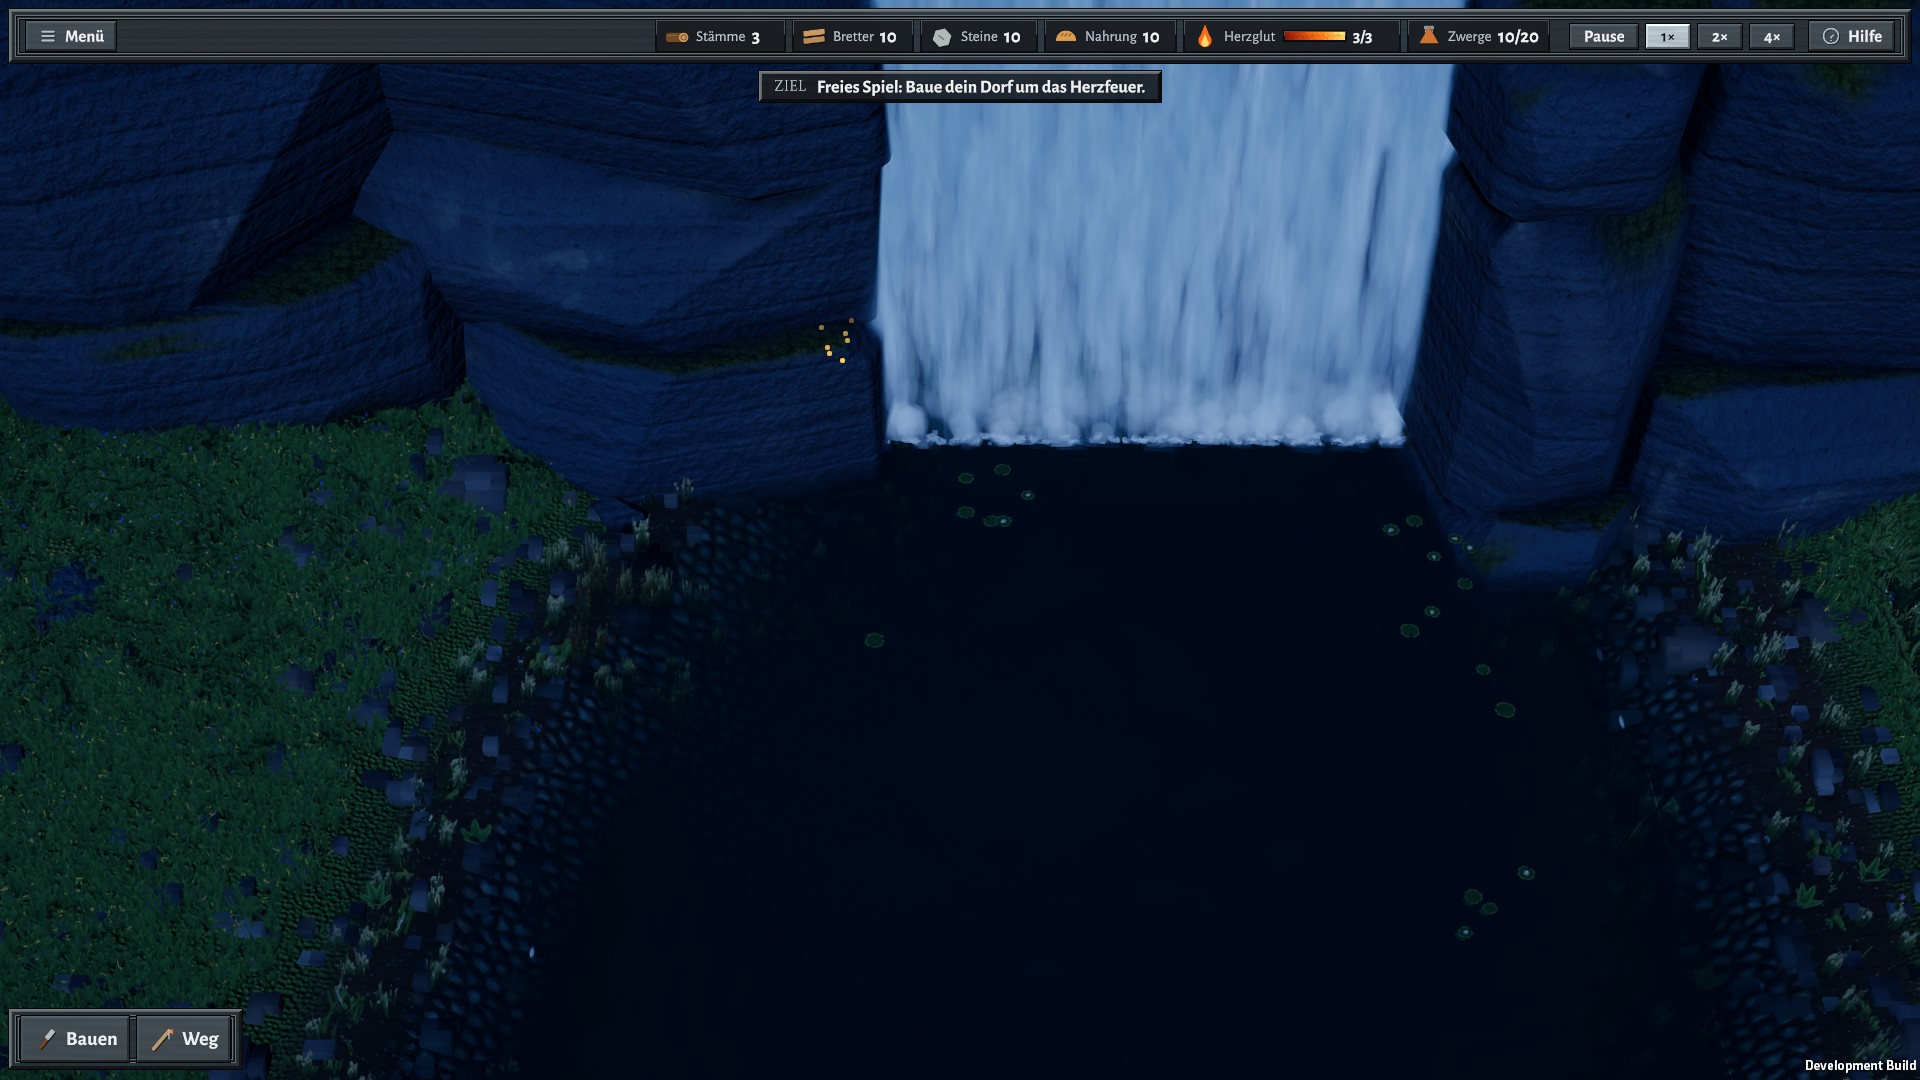 Menü
Stämme 3
Bretter 10
Steine 10
Nahrung 10
Herzglut 3/3
Zwerge 10/20
Pause
1×
2×
4×
Hilfe
ZIEL Freies Spiel: Baue dein Dorf um das Herzfeuer.
Bauen
Weg
Development Build